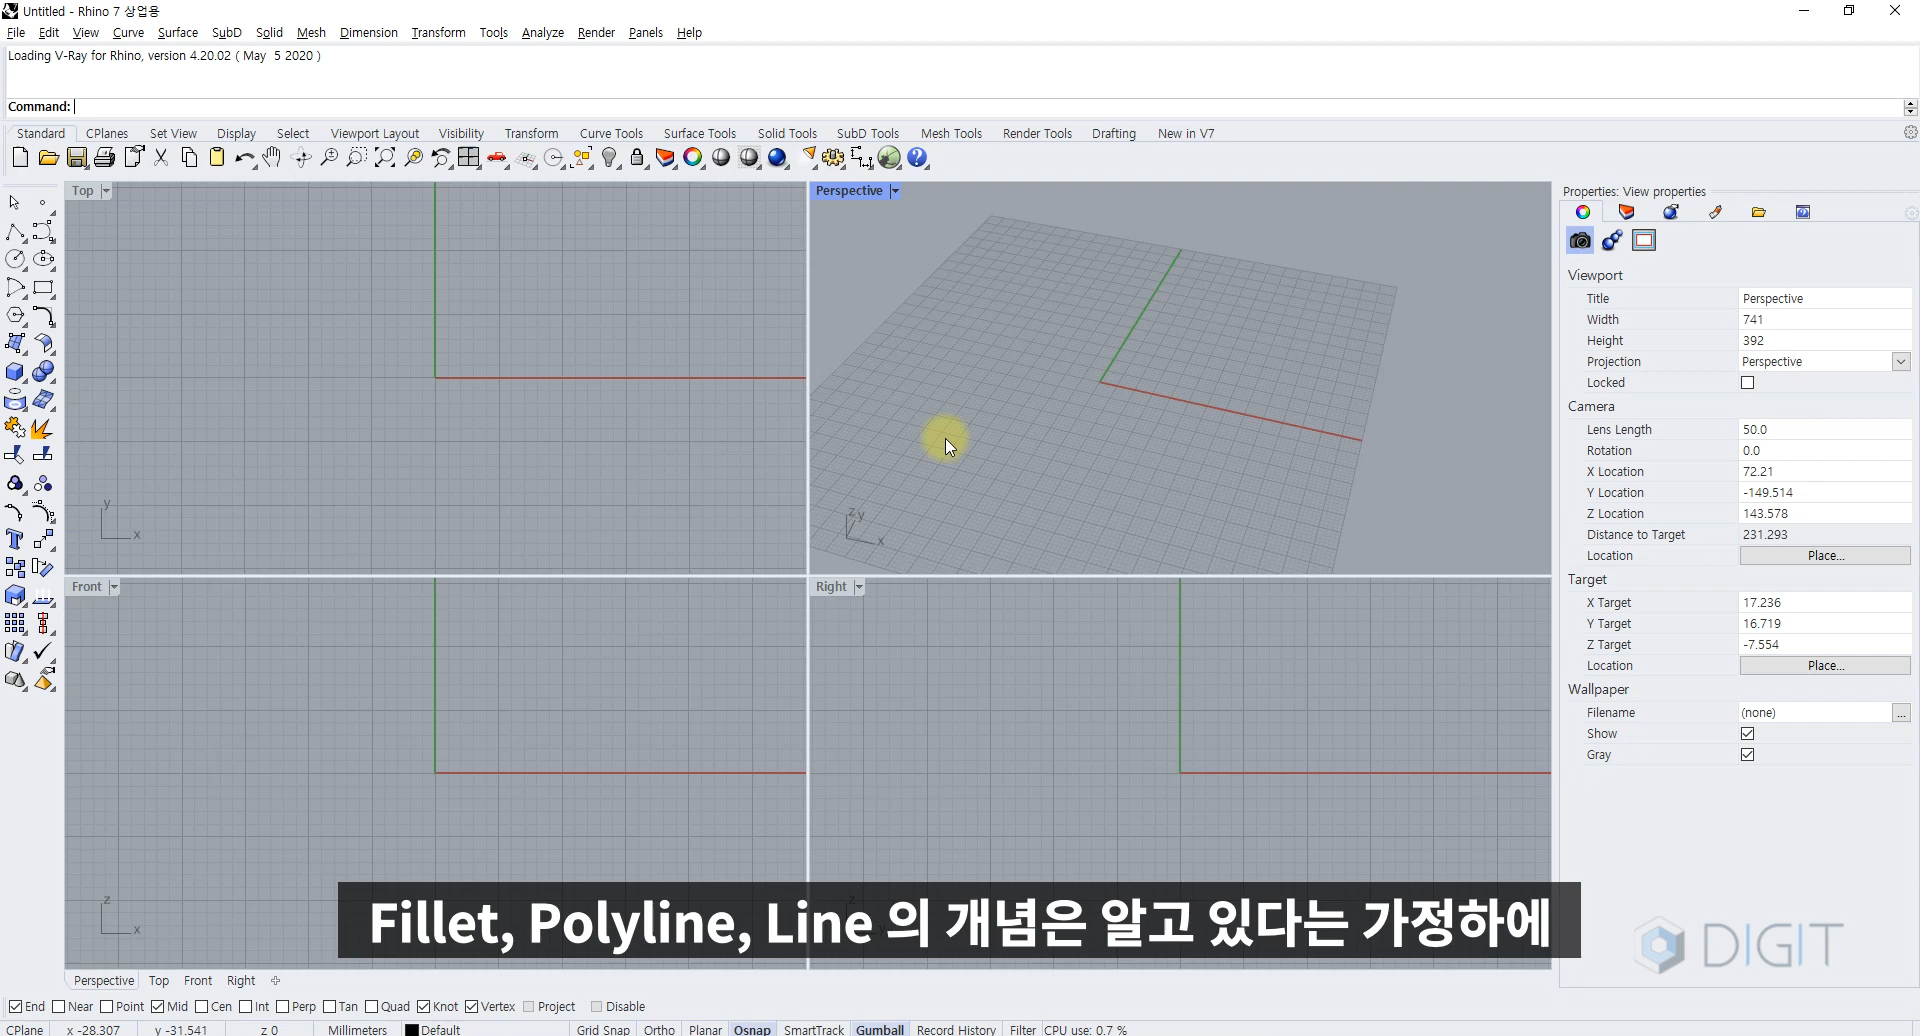 Untitled - Rhino 7 상업용
File Edit View Curve Surface SubD Solid Mesh Dimension Transform Tools Analyze Render Panels Help
Loading V-Ray for Rhino, version 4.20.02 ( May 5 2020 )
Command:
Standard CPlanes Set View Display Select Viewport Layout Visibility Transform Curve Tools Surface Tools Solid Tools SubD Tools Mesh Tools Render Tools Drafting New in V7
Top
Perspective
Properties: View properties
Viewport
Title Perspective
Width 741
Height 392
Projection Perspective
Locked
Camera
Lens Length 50.0
Rotation 0.0
X Location 72.21
Y Location -149.514
Z Location 143.578
Distance to Target 231.293
Location Place...
Target
X Target 17.236
Y Target 16.719
Z Target -7.554
Location Place...
Wallpaper
Filename (none) ...
Show
Gray
y
x
z y
x
Front
Right
z
x
Fillet, Polyline, Line 의 개념은 알고 있다는 가정하에
DIGIT
Perspective Top Front Right
End Near Point Mid Cen Int Perp Tan Quad Knot Vertex Project Disable
CPlane x -28.307 y -31.541 z 0 Millimeters Default Grid Snap Ortho Planar Osnap SmartTrack Gumball Record History Filter CPU use: 0.7 %